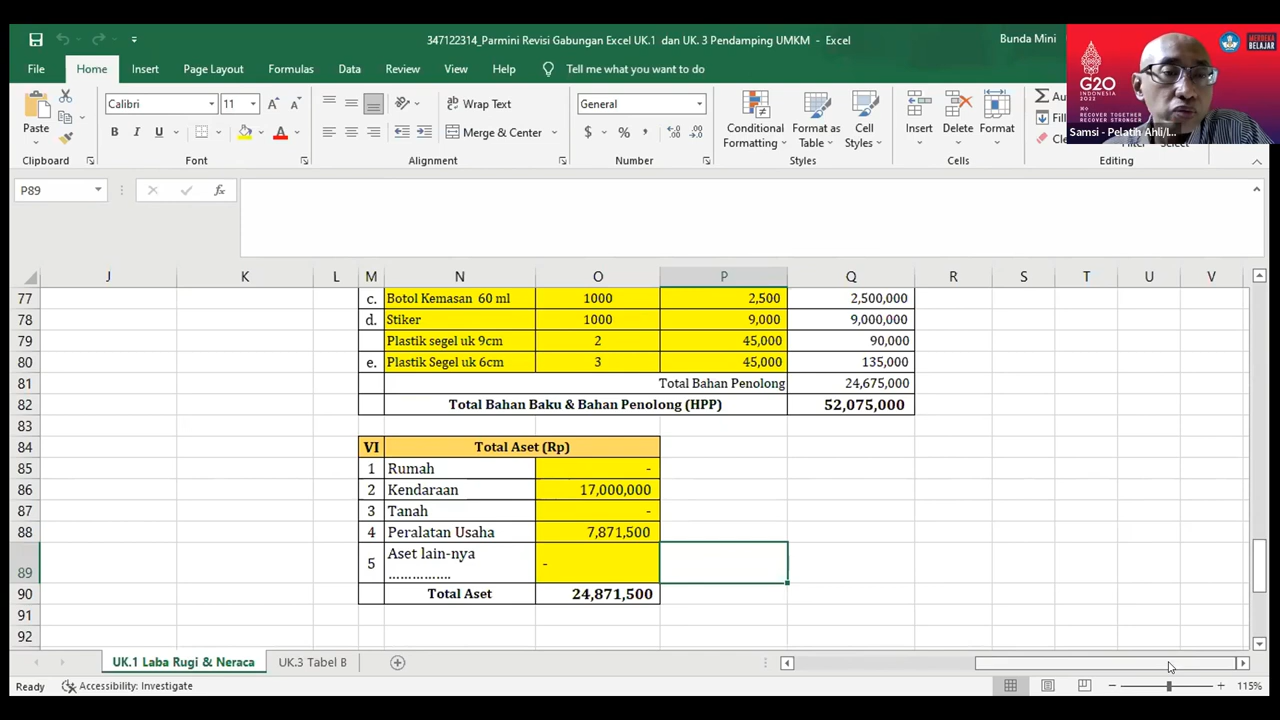 347122314_Parmini Revisi Gabungan Excel UK.1 dan UK. 3 Pendamping UMKM - Excel
Bunda Mini
File Home Insert Page Layout Formulas Data Review View Help Tell me what you want to do
G20
INDONESIA
2022
RECOVER TOGETHER
RECOVER STRONGER
MERDEKA
BELAJAR
Samsi - Pelatih Ahli/I...
Paste
Calibri 11
Wrap Text
General
Merge & Center
Conditional Formatting
Format as Table
Cell Styles
Insert
Delete
Format
Clipboard Font Alignment Number Styles Cells Editing
P89 fx
J K L M N O P Q R S T U V
77 c. Botol Kemasan 60 ml 1000 2,500 2,500,000
78 d. Stiker 1000 9,000 9,000,000
79 Plastik segel uk 9cm 2 45,000 90,000
80 e. Plastik Segel uk 6cm 3 45,000 135,000
81 Total Bahan Penolong 24,675,000
82 Total Bahan Baku & Bahan Penolong (HPP) 52,075,000
83
84 VI Total Aset (Rp)
85 1 Rumah -
86 2 Kendaraan 17,000,000
87 3 Tanah -
88 4 Peralatan Usaha 7,871,500
89 5 Aset lain-nya ................ -
90 Total Aset 24,871,500
91
92
UK.1 Laba Rugi & Neraca UK.3 Tabel B
Ready Accessibility: Investigate 115%